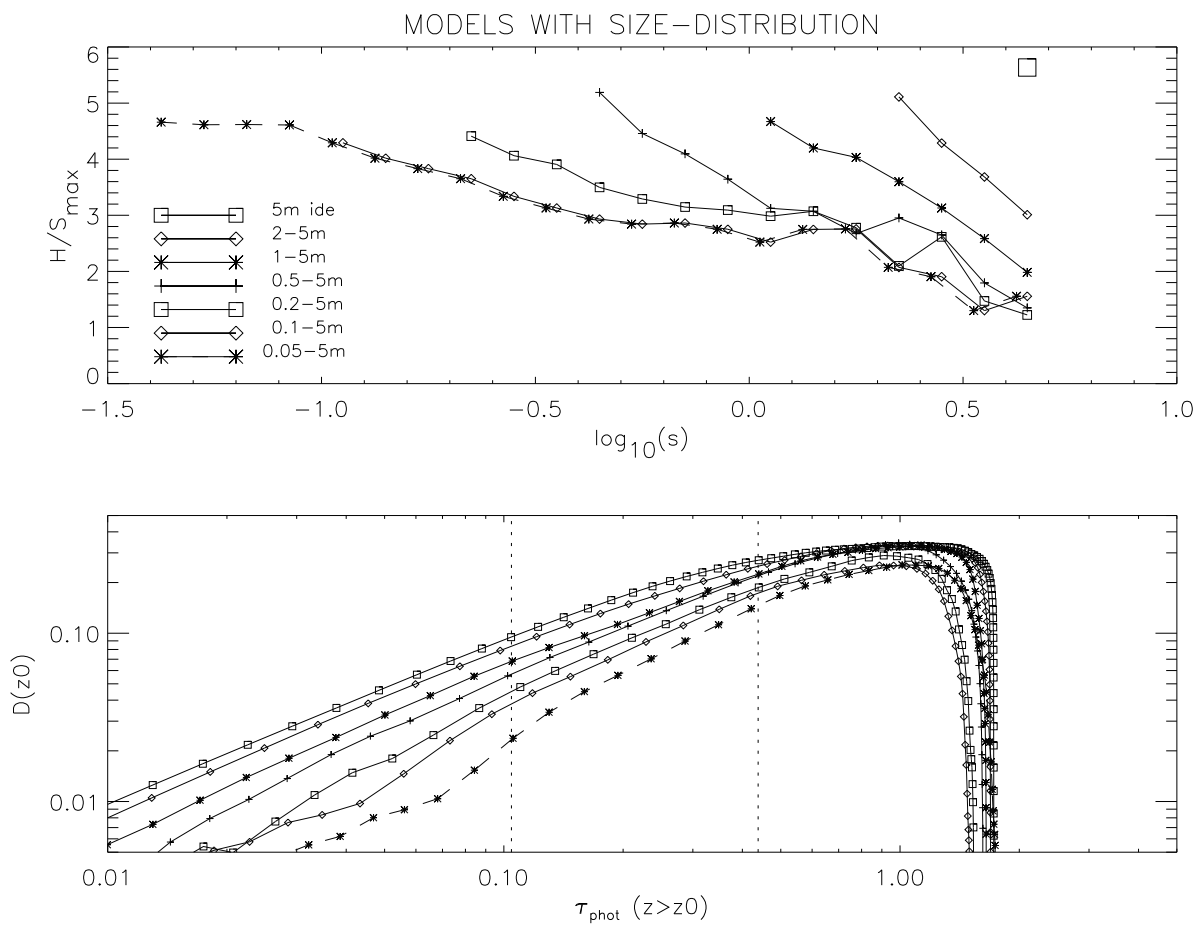 MODELS WITH SIZE-DISTRIBUTION
6
5
4
3
2
1
0
H/Smax
5m ide
2-5m
1-5m
0.5-5m
0.2-5m
0.1-5m
0.05-5m
-1.5 -1.0 -0.5 0.0 0.5 1.0
log10(s)
0.10
0.01
D(z0)
0.01 0.10 1.00
τphot (z>z0)